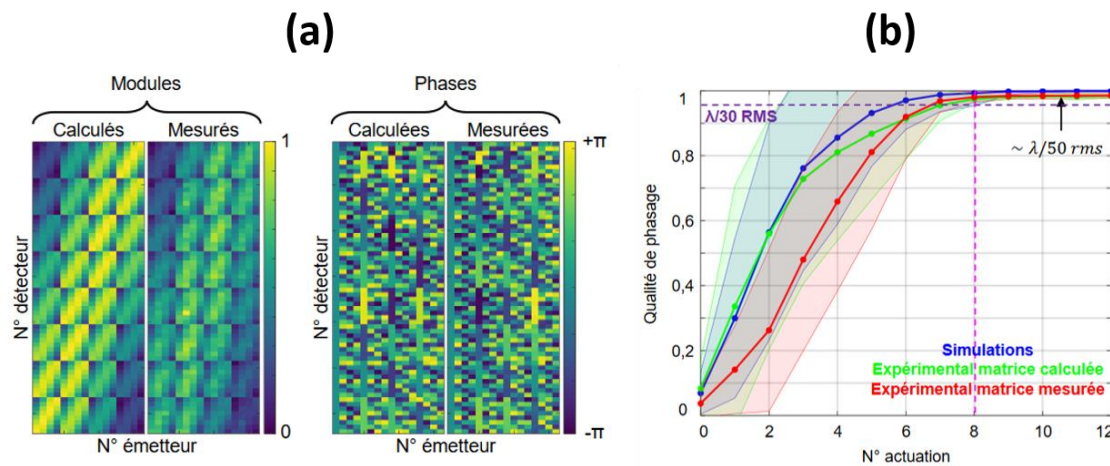 (a)
(b)
Modules
Phases
Calculés
Mesurés
Calculées
Mesurées
1
0
+π
-π
N° détecteur
N° émetteur
N° détecteur
N° émetteur
Qualité de phasage
1
0,8
0,6
0,4
0,2
0
λ/30 RMS
~ λ/50 rms
Simulations
Expérimental matrice calculée
Expérimental matrice mesurée
0 2 4 6 8 10 12
N° actuation